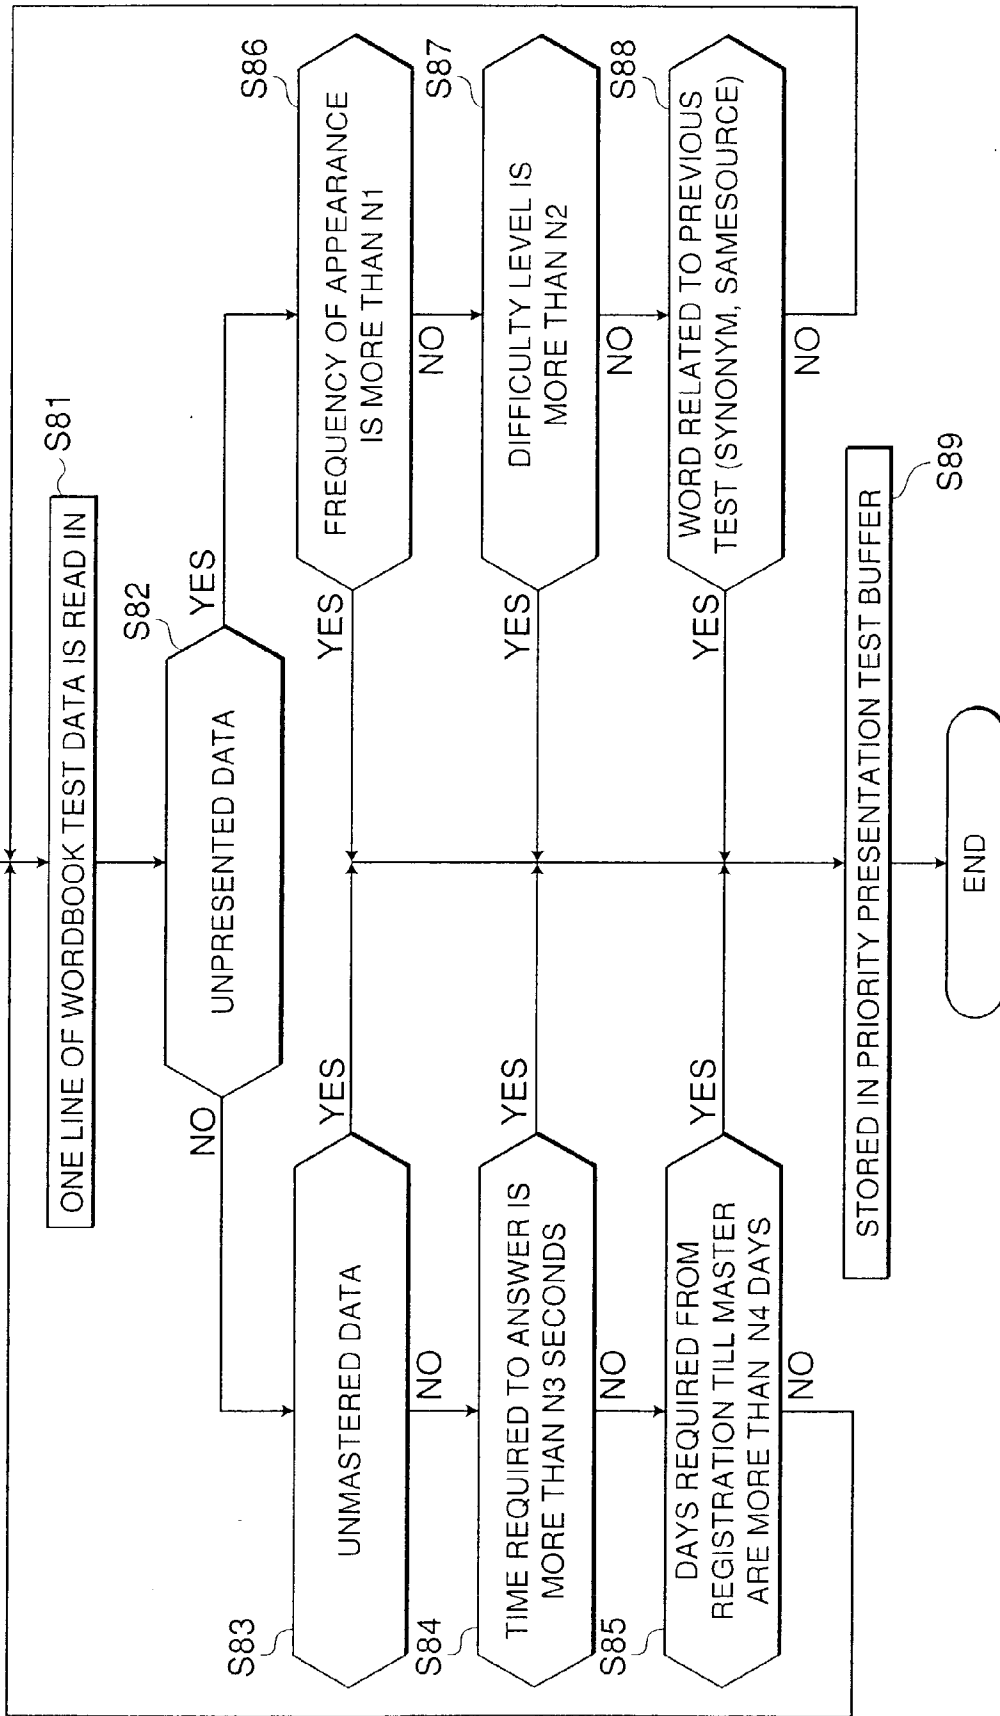 S81
ONE LINE OF WORDBOOK TEST DATA IS READ IN
S82
UNPRESENTED DATA
NO
YES
S83
UNMASTERED DATA
YES
NO
S84
TIME REQUIRED TO ANSWER IS
MORE THAN N3 SECONDS
YES
NO
S85
DAYS REQUIRED FROM
REGISTRATION TILL MASTER
ARE MORE THAN N4 DAYS
YES
NO
S86
FREQUENCY OF APPEARANCE
IS MORE THAN N1
YES
NO
S87
DIFFICULTY LEVEL IS
MORE THAN N2
YES
NO
S88
WORD RELATED TO PREVIOUS
TEST (SYNONYM, SAMESOURCE)
YES
NO
STORED IN PRIORITY PRESENTATION TEST BUFFER
S89
END